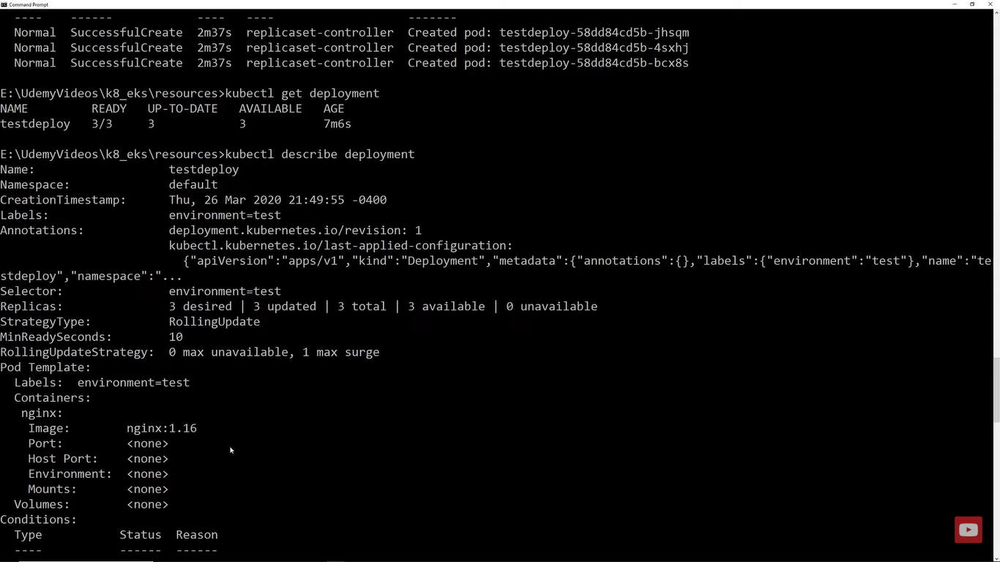 Command Prompt
---- ------ ---- ---- -------
Normal SuccessfulCreate 2m37s replicaset-controller Created pod: testdeploy-58dd84cd5b-jhsqm
Normal SuccessfulCreate 2m37s replicaset-controller Created pod: testdeploy-58dd84cd5b-4sxhj
Normal SuccessfulCreate 2m37s replicaset-controller Created pod: testdeploy-58dd84cd5b-bcx8s
E:\UdemyVideos\k8_eks\resources>kubectl get deployment
NAME READY UP-TO-DATE AVAILABLE AGE
testdeploy 3/3 3 3 7m6s
E:\UdemyVideos\k8_eks\resources>kubectl describe deployment
Name: testdeploy
Namespace: default
CreationTimestamp: Thu, 26 Mar 2020 21:49:55 -0400
Labels: environment=test
Annotations: deployment.kubernetes.io/revision: 1
kubectl.kubernetes.io/last-applied-configuration:
{"apiVersion":"apps/v1","kind":"Deployment","metadata":{"annotations":{},"labels":{"environment":"test"},"name":"te
stdeploy","namespace":"...
Selector: environment=test
Replicas: 3 desired | 3 updated | 3 total | 3 available | 0 unavailable
StrategyType: RollingUpdate
MinReadySeconds: 10
RollingUpdateStrategy: 0 max unavailable, 1 max surge
Pod Template:
Labels: environment=test
Containers:
nginx:
Image: nginx:1.16
Port: <none>
Host Port: <none>
Environment: <none>
Mounts: <none>
Volumes: <none>
Conditions:
Type Status Reason
---- ------ ------